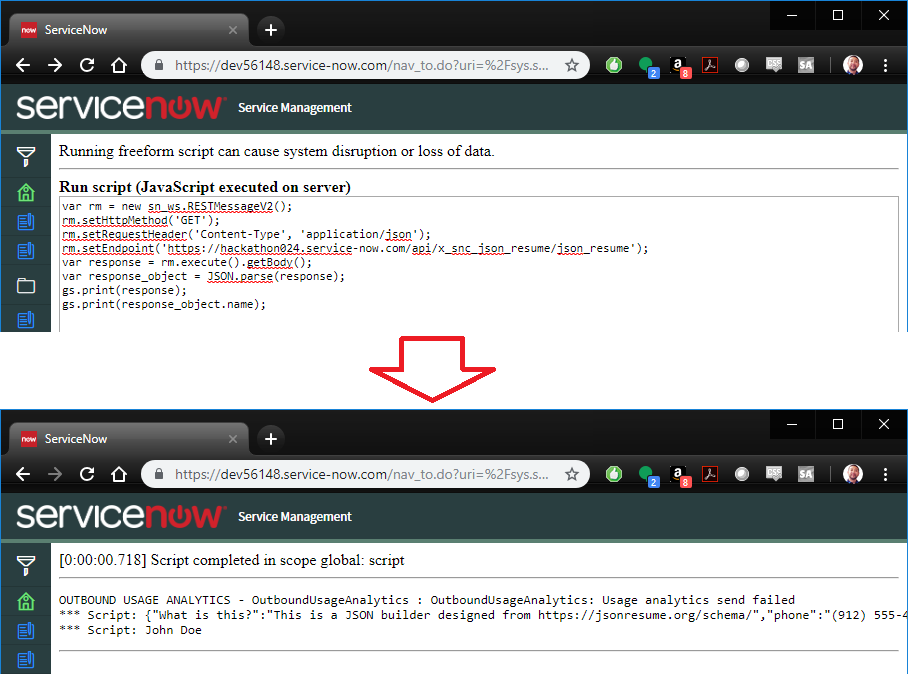 now ServiceNow
https://dev56148.service-now.com/nav_to.do?uri=%2Fsys.s...
2 a 8 CSF SA
servicenow Service Management
Running freeform script can cause system disruption or loss of data.
Run script (JavaScript executed on server)
var rm = new sn_ws.RESTMessageV2();
rm.setHttpMethod('GET');
rm.setRequestHeader('Content-Type', 'application/json');
rm.setEndpoint('https://hackathon024.service-now.com/api/x_snc_json_resume/json_resume');
var response = rm.execute().getBody();
var response_object = JSON.parse(response);
gs.print(response);
gs.print(response_object.name);
now ServiceNow
https://dev56148.service-now.com/nav_to.do?uri=%2Fsys.s...
2 a 8 CSF SA
servicenow Service Management
[0:00:00.718] Script completed in scope global: script
OUTBOUND USAGE ANALYTICS - OutboundUsageAnalytics : OutboundUsageAnalytics: Usage analytics send failed
*** Script: {"What is this?":"This is a JSON builder designed from https://jsonresume.org/schema/","phone":"(912) 555-4
*** Script: John Doe